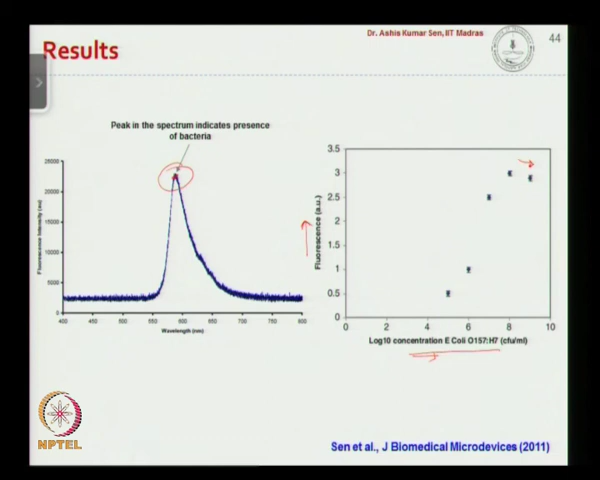 Dr. Ashis Kumar Sen, IIT Madras
44
Results
Peak in the spectrum indicates presence
of bacteria
Fluorescence Intensity (au)
25000
20000
15000
10000
5000
0
400 450 500 550 600 650 700 750 800
Wavelength (nm)
Fluorescence (a.u.)
3.5
3
2.5
2
1.5
1
0.5
0
0 2 4 6 8 10
Log10 concentration E Coli O157:H7 (cfu/ml)
NPTEL
Sen et al., J Biomedical Microdevices (2011)